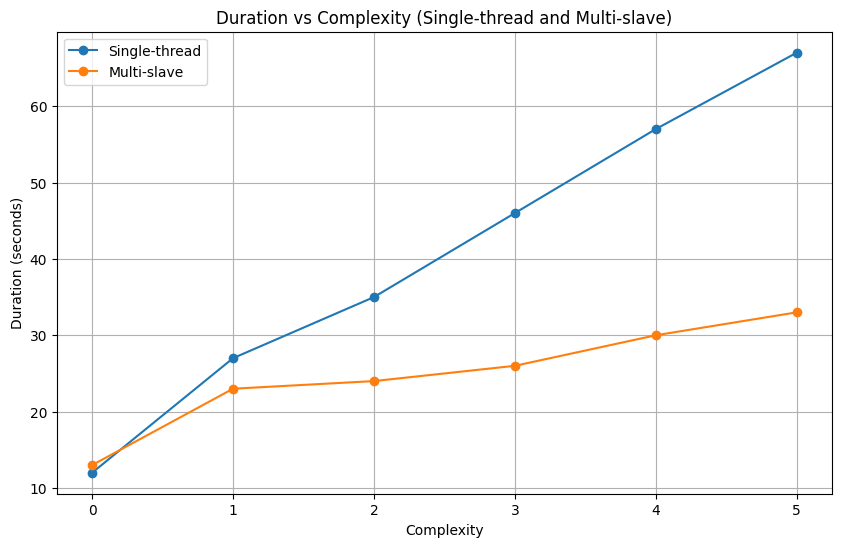 Duration vs Complexity (Single-thread and Multi-slave)
Single-thread
Multi-slave
Duration (seconds)
60
50
40
30
20
10
0 1 2 3 4 5
Complexity